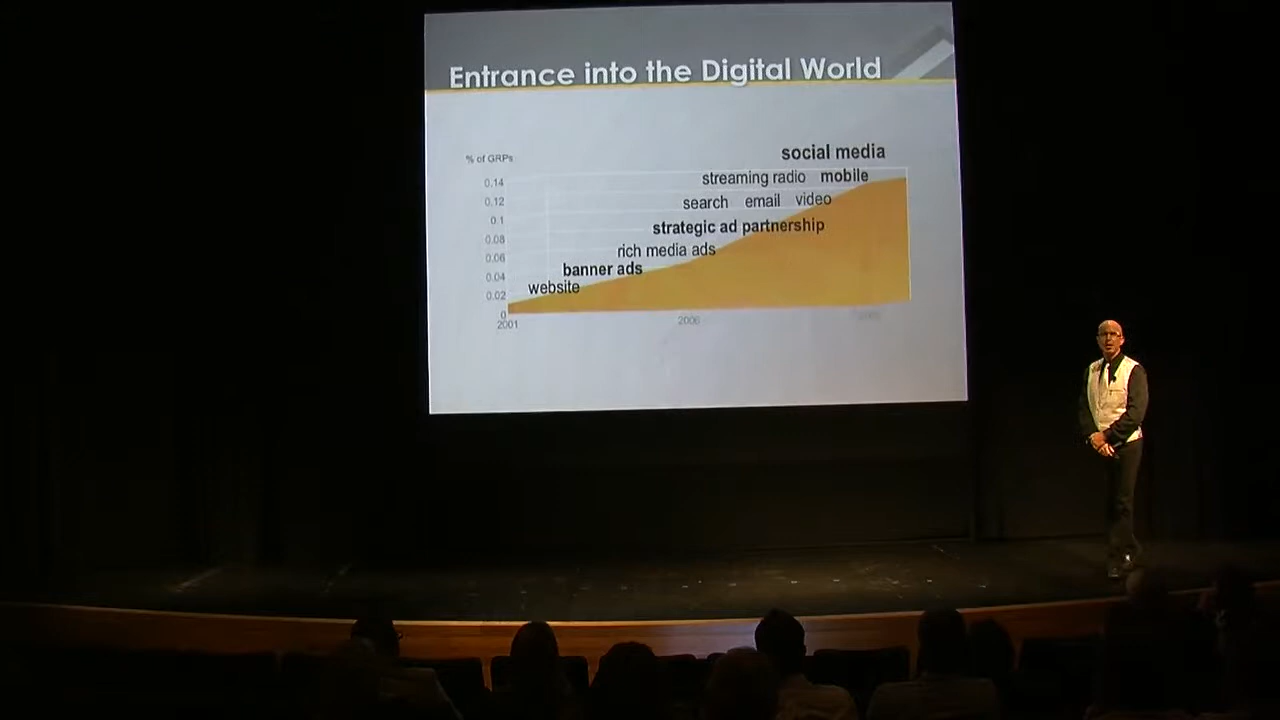 Entrance into the Digital World
% of GRPs
social media
0.14 streaming radio mobile
0.12 search email video
0.1 strategic ad partnership
0.08
0.06 rich media ads
0.04 banner ads
0.02 website
0
2001 2006